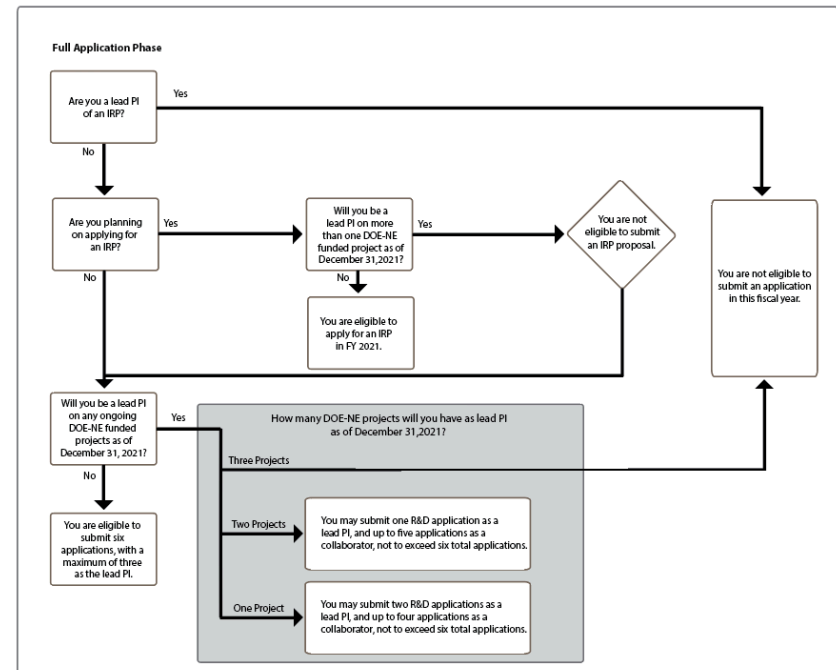 Full Application Phase
Are you a lead PI
of an IRP?
Yes
No
Are you planning
on applying for
an IRP?
Yes
No
Will you be a
lead PI on more
than one DOE-NE
funded project as of
December 31,2021?
Yes
No
You are not
eligible to submit
an IRP proposal.
You are not eligible to
submit an application
in this fiscal year.
You are eligible to
apply for an IRP
in FY 2021.
Will you be a lead PI
on any ongoing
DOE-NE funded
projects as of
December 31, 2021?
Yes
No
How many DOE-NE projects will you have as lead PI
as of December 31,2021?
Three Projects
Two Projects
You may submit one R&D application as a
lead PI, and up to five applications as a
collaborator, not to exceed six total applications.
You are eligible to
submit six
applications, with a
maximum of three
as the lead PI.
One Project
You may submit two R&D applications as a
lead PI, and up to four applications as a
collaborator, not to exceed six total applications.